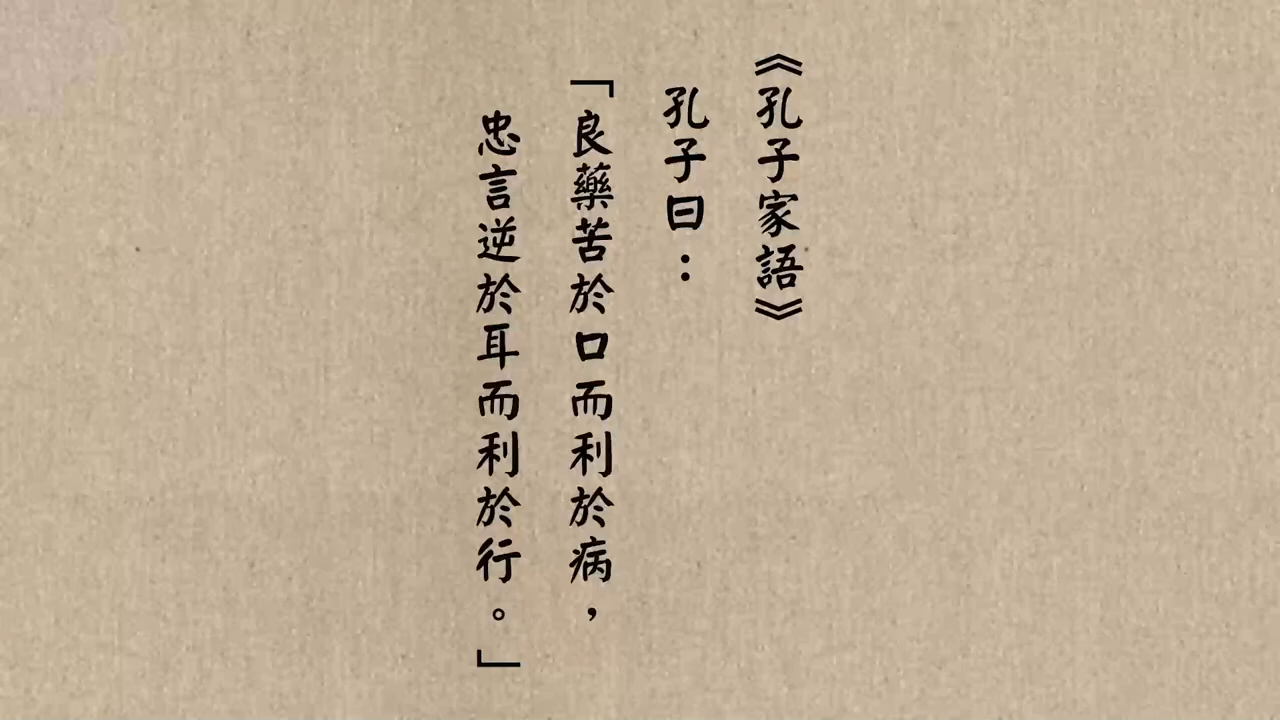 《孔子家語》
孔子曰：
「良藥苦於口而利於病，
忠言逆於耳而利於行。」